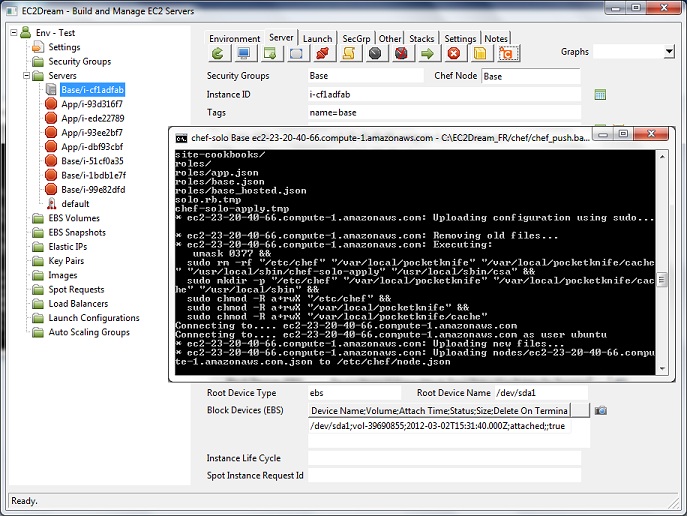 EC2Dream - Build and Manage EC2 Servers
Env - Test
Settings
Security Groups
Servers
Base/i-cf1adfab
App/i-93d316f7
App/i-ede22789
App/i-93ee2bf7
App/i-dbf93cbf
Base/i-51cf0a35
Base/i-1bdb1e7f
Base/i-99e82dfd
default
EBS Volumes
EBS Snapshots
Elastic IPs
Key Pairs
Images
Spot Requests
Load Balancers
Launch Configurations
Auto Scaling Groups
Environment Server Launch SecGrp Other Stacks Settings Notes
Graphs
Security Groups Base Chef Node Base
Instance ID i-cf1adfab
Tags name=base
chef-solo Base ec2-23-20-40-66.compute-1.amazonaws.com - C:\EC2Dream_FR/chef/chef_push.ba...
site-cookbooks/
roles/
roles/app.json
roles/base.json
roles/base_hosted.json
solo.rb.tmp
chef-solo-apply.tmp
* ec2-23-20-40-66.compute-1.amazonaws.com: Uploading configuration using sudo...
* ec2-23-20-40-66.compute-1.amazonaws.com: Removing old files...
* ec2-23-20-40-66.compute-1.amazonaws.com: Executing:
umask 0377 &&
sudo rm -rf "/etc/chef" "/var/local/pocketknife" "/var/local/pocketknife/cache
" "/usr/local/sbin/chef-solo-apply" "/usr/local/sbin/csa" &&
sudo mkdir -p "/etc/chef" "/var/local/pocketknife" "/var/local/pocketknife/cac
he" "/usr/local/sbin" &&
sudo chmod -R a+rwX "/etc/chef" &&
sudo chmod -R a+rwX "/var/local/pocketknife" &&
sudo chmod -R a+rwX "/var/local/pocketknife/cache"
Connecting to.... ec2-23-20-40-66.compute-1.amazonaws.com
Connecting to.... ec2-23-20-40-66.compute-1.amazonaws.com as user ubuntu
* ec2-23-20-40-66.compute-1.amazonaws.com: Uploading new files...
* ec2-23-20-40-66.compute-1.amazonaws.com: Uploading nodes/ec2-23-20-40-66.compu
te-1.amazonaws.com.json to /etc/chef/node.json
Root Device Type ebs Root Device Name /dev/sda1
Block Devices (EBS) Device Name;Volume;Attach Time;Status;Size;Delete On Termina
/dev/sda1;vol-39690855;2012-03-02T15:31:40.000Z;attached;;true
Instance Life Cycle
Spot Instance Request Id
Ready.